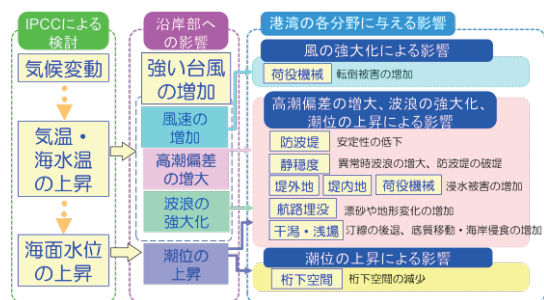 IPCCによる
検討
気候変動
気温・
海水温
の上昇
海面水位
の上昇
沿岸部へ
の影響
強い台風
の増加
風速の
増加
高潮偏差
の増大
波浪の
強大化
潮位の
上昇
港湾の各分野に与える影響
風の強大化による影響
荷役機械 転倒被害の増加
高潮偏差の増大、波浪の強大化、
潮位の上昇による影響
防波堤 安定性の低下
静穏度 異常時波浪の増大、防波堤の破堤
堤外地 堤内地 荷役機械 浸水被害の増加
航路埋没 漂砂や地形変化の増加
干潟・浅場 汀線の後退、底質移動・海岸侵食の増加
潮位の上昇による影響
桁下空間 桁下空間の減少